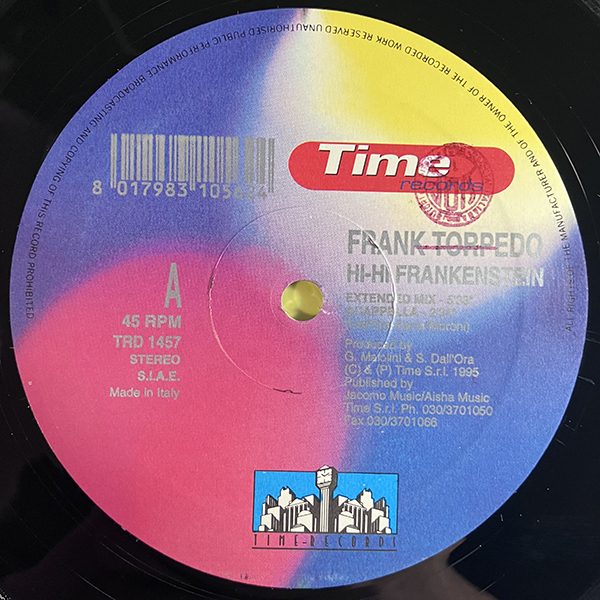 ALL RIGHTS OF THE MANUFACTURER AND OF THE OWNER OF THE RECORDED WORK RESERVED UNAUTHORISED PUBLIC PERFORMANCE BROADCASTING AND COPYING OF THIS RECORD PROHIBITED
8 017983
Time
records
FRANK TORPEDO
HI-HI FRANKENSTEIN
EXTENDED MIX -
ACAPPELLA -
A
45 RPM
TRD 1457
STEREO
S.I.A.E.
Made in Italy
Produced by
G. & S. Dall'Ora
(C) & (P) Time S.r.l. 1995
Published by
Jacomo Music/Aisha Music
Time S.r.l. Ph. 030/3701050
Fax 030/3701066
TIME-RECORDS